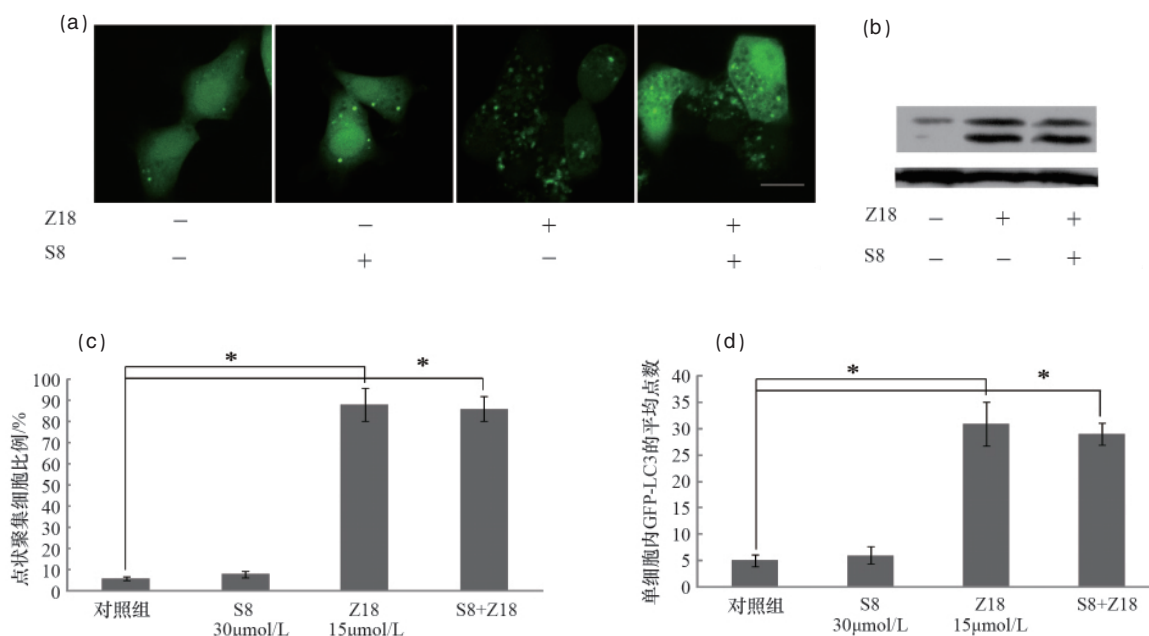 (a)
Z18 − − + +
S8 − + − +
(b)
Z18 − + +
S8 − − +
(c)
* *
点状聚集细胞比例/%
100
90
80
70
60
50
40
30
20
10
0
对照组 S8 Z18 S8+Z18
30μmol/L 15μmol/L
(d)
* *
单细胞内GFP-LC3的平均点数
40
35
30
25
20
15
10
5
0
对照组 S8 Z18 S8+Z18
30μmol/L 15μmol/L